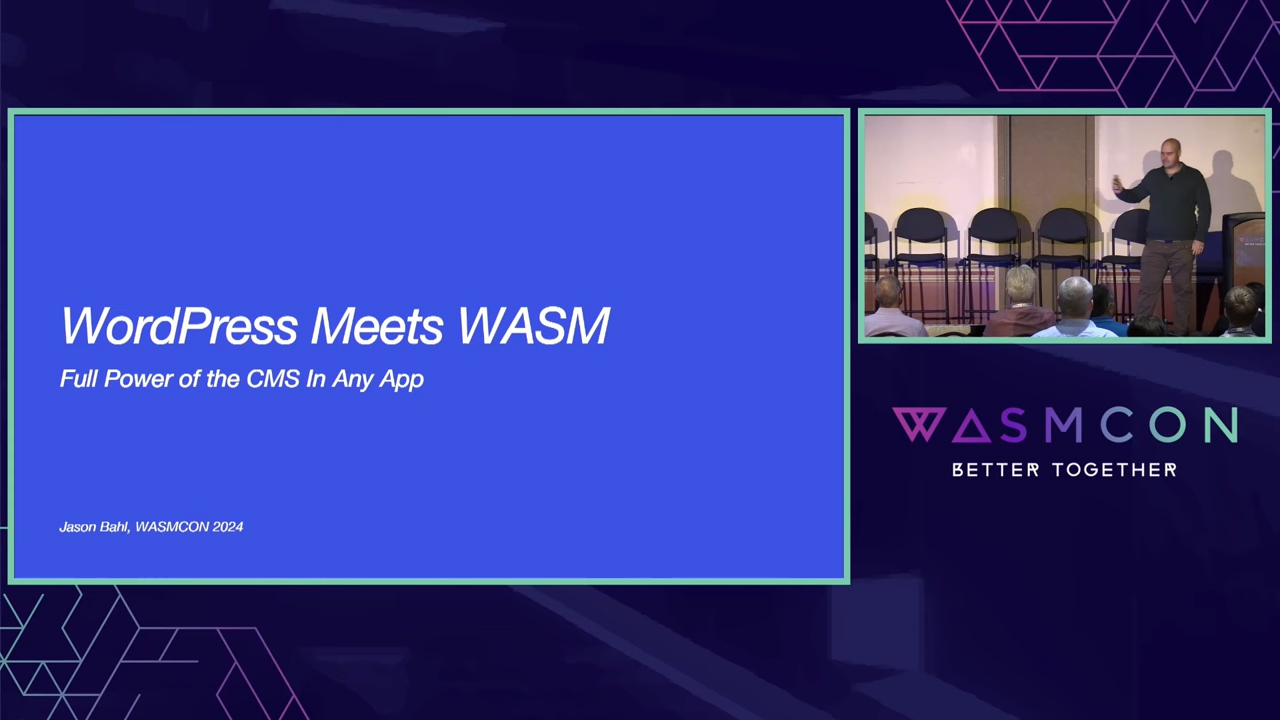 WordPress Meets WASM
Full Power of the CMS In Any App
Jason Bahl, WASMCON 2024
WASMCON
BETTER TOGETHER